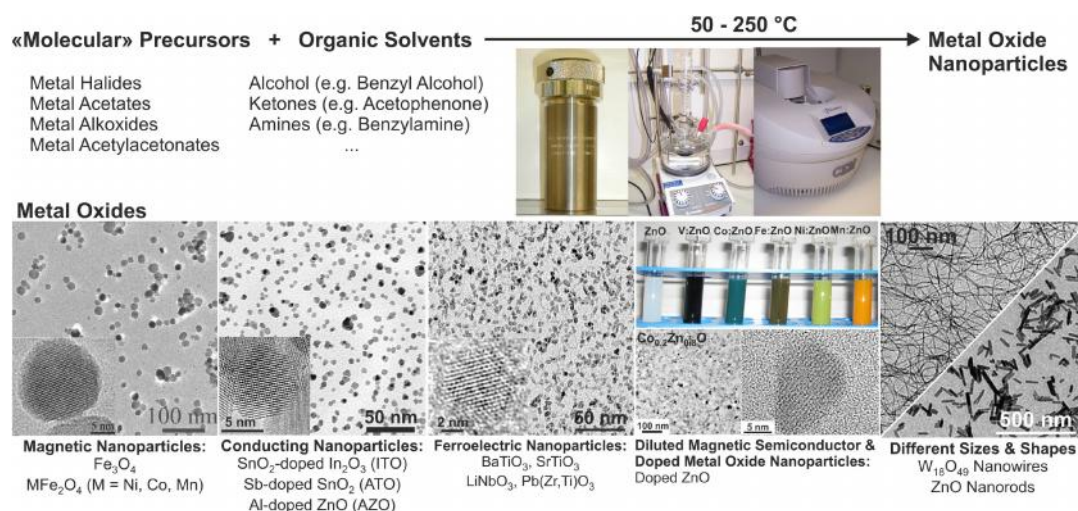 50 - 250 °C
«Molecular» Precursors + Organic Solvents
Metal Oxide
Nanoparticles
Metal Halides
Metal Acetates
Metal Alkoxides
Metal Acetylacetonates
Alcohol (e.g. Benzyl Alcohol)
Ketones (e.g. Acetophenone)
Amines (e.g. Benzylamine)
...
Metal Oxides
5 nm
100 nm
5 nm
50 nm
2 nm
60 nm
ZnO V:ZnO Co:ZnO Fe:ZnO Ni:ZnO Mn:ZnO
100 nm
5 nm
100 nm
500 nm
Magnetic Nanoparticles:
Fe₃O₄
MFe₂O₄ (M = Ni, Co, Mn)
Conducting Nanoparticles:
SnO₂-doped In₂O₃ (ITO)
Sb-doped SnO₂ (ATO)
Al-doped ZnO (AZO)
Ferroelectric Nanoparticles:
BaTiO₃, SrTiO₃
LiNbO₃, Pb(Zr,Ti)O₃
Diluted Magnetic Semiconductor &
Doped Metal Oxide Nanoparticles:
Doped ZnO
Different Sizes & Shapes
W₁₈O₄₉ Nanowires
ZnO Nanorods